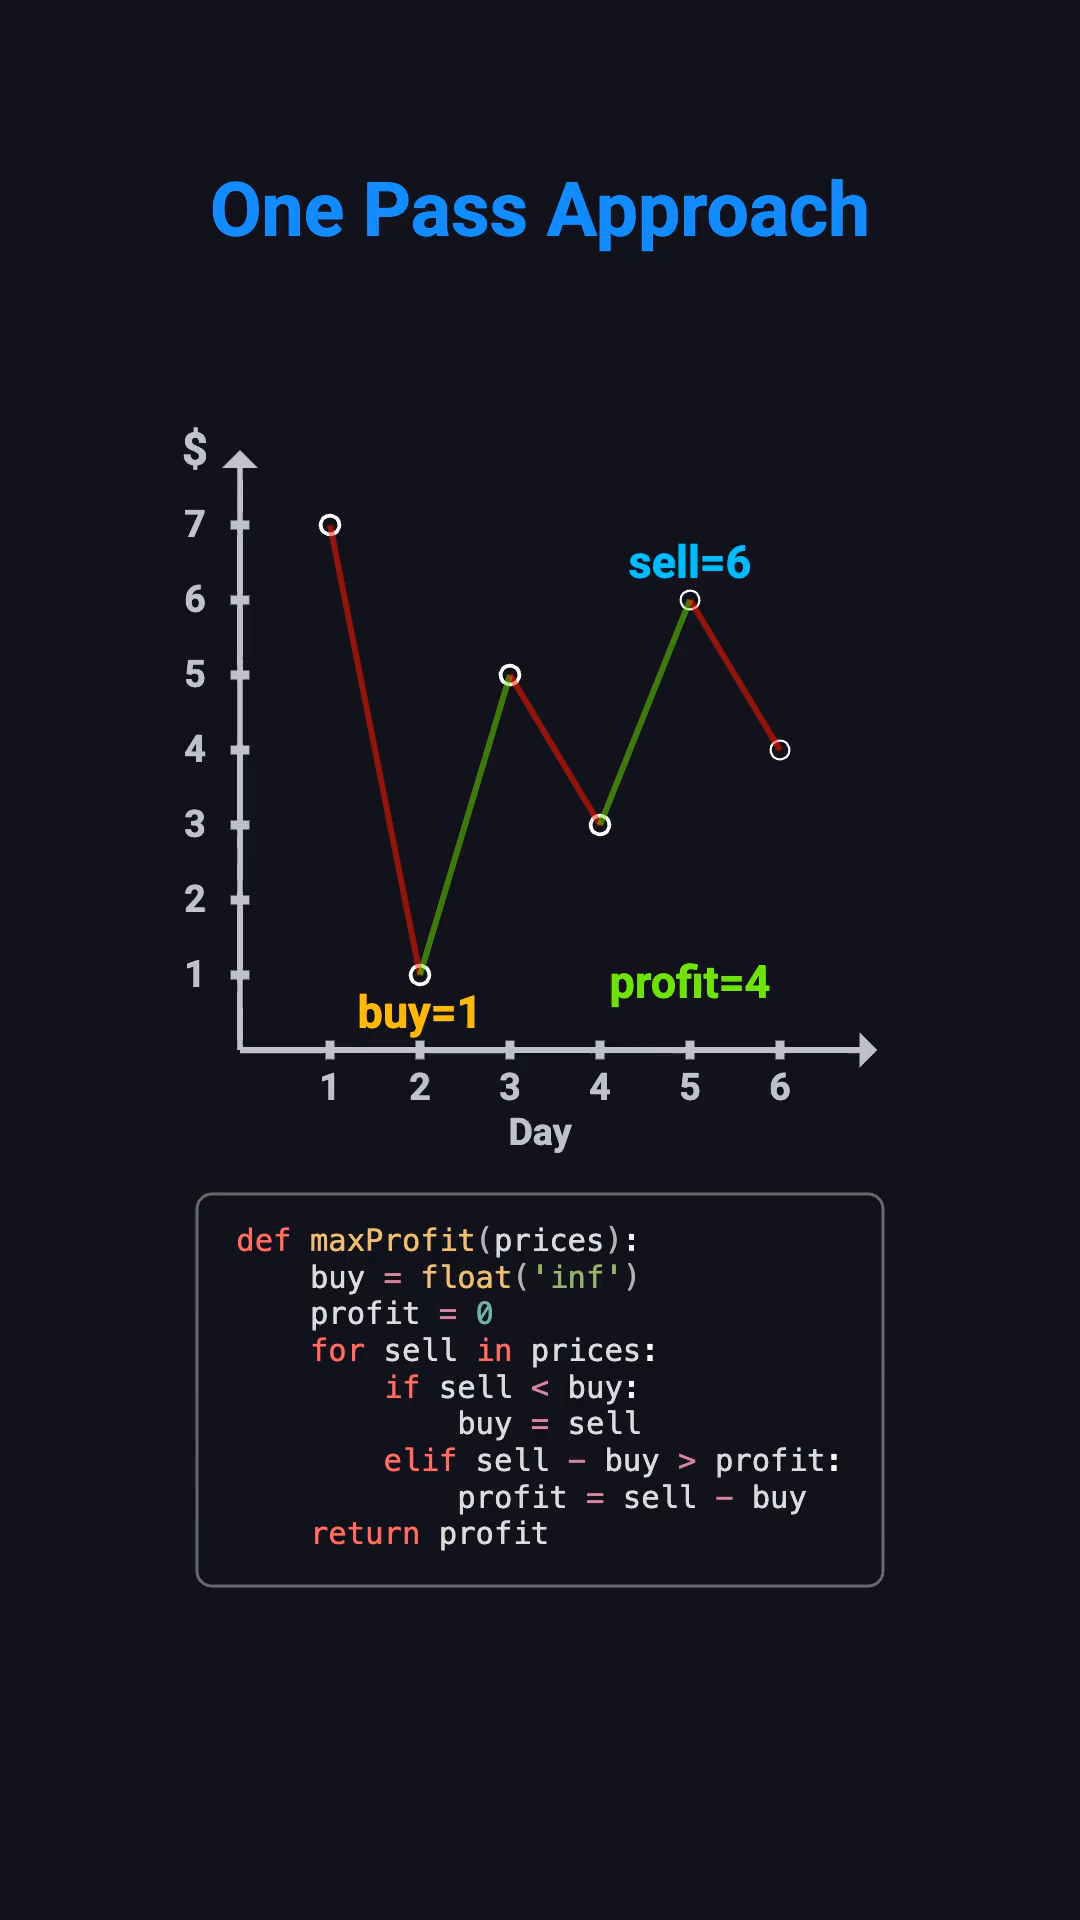 One Pass Approach
$
7
sell=6
6
5
4
3
2
1
profit=4
buy=1
1 2 3 4 5 6
Day
def maxProfit(prices):
    buy = float('inf')
    profit = 0
    for sell in prices:
        if sell < buy:
            buy = sell
        elif sell - buy > profit:
            profit = sell - buy
    return profit